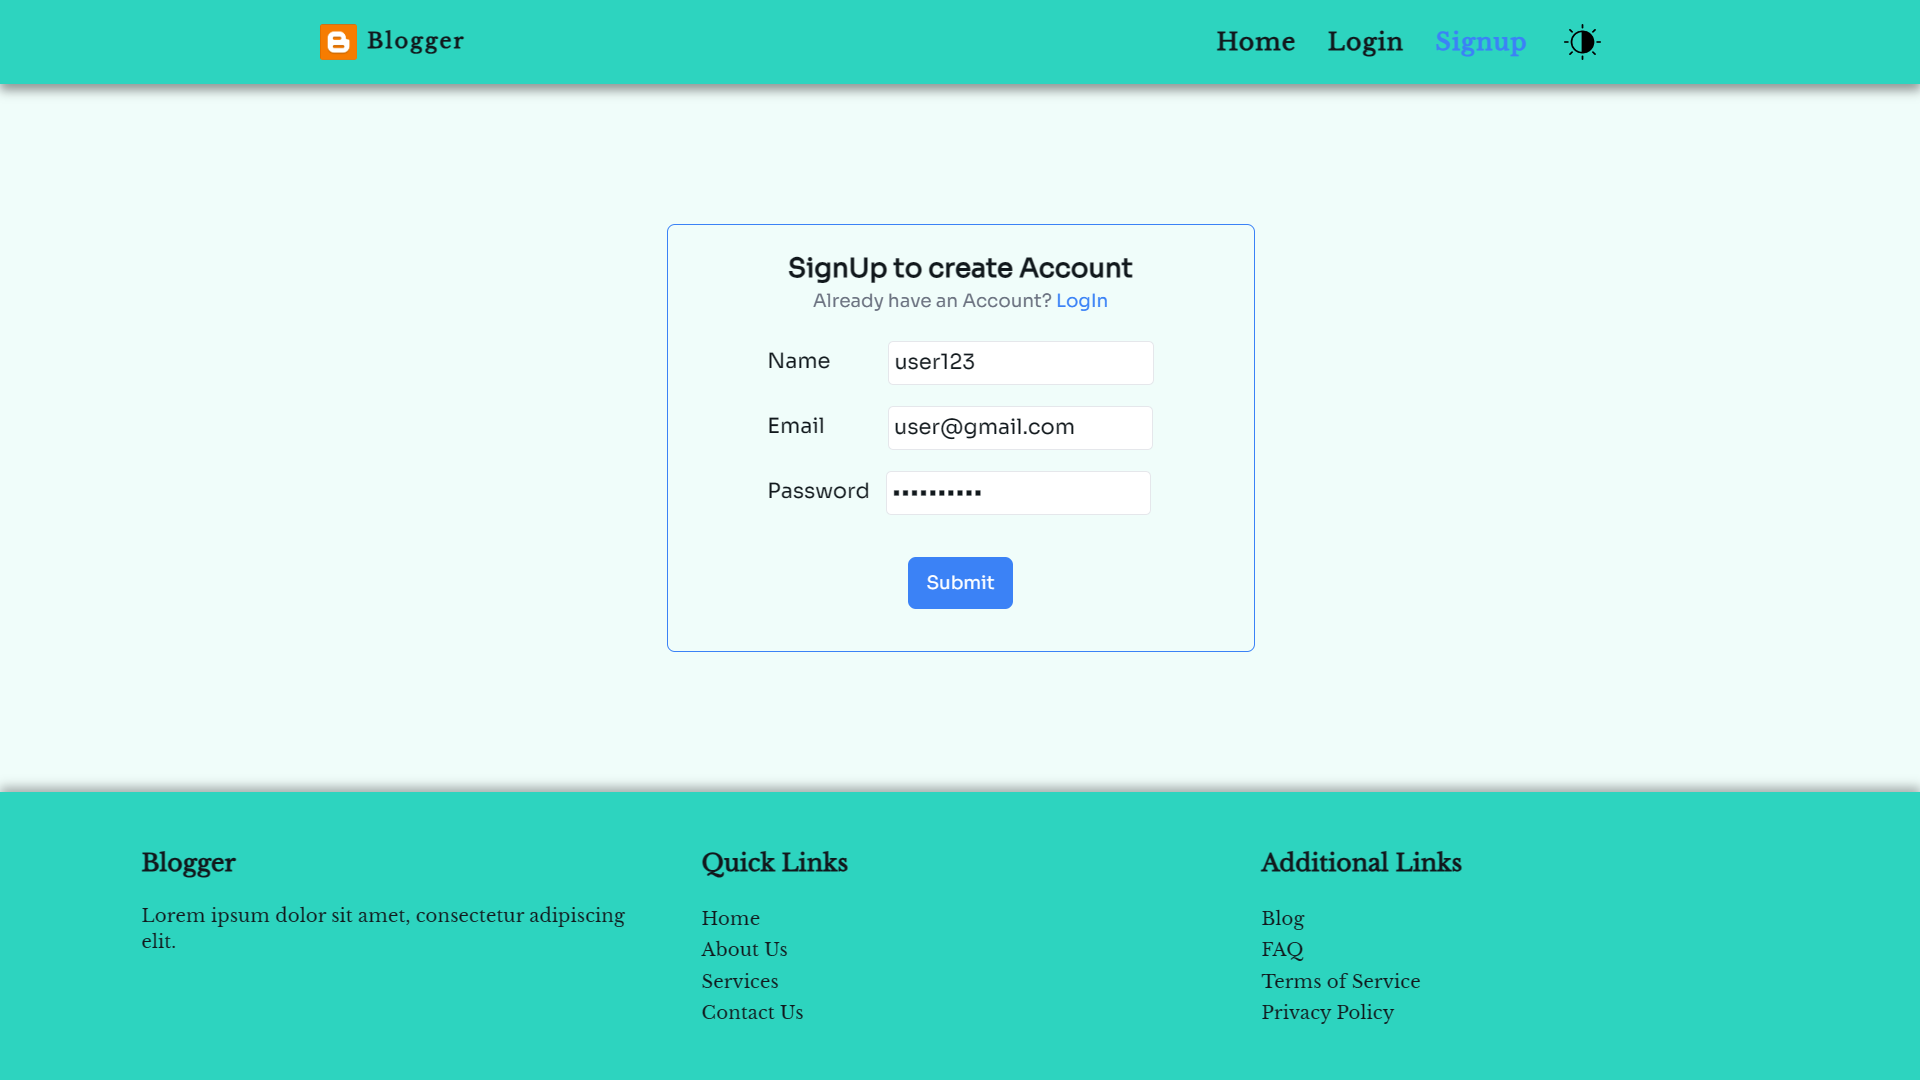 Blogger
Home
Login
Signup
SignUp to create Account
Already have an Account? LogIn
Name
user123
Email
user@gmail.com
Password
••••••••••
Submit
Blogger
Lorem ipsum dolor sit amet, consectetur adipiscing
elit.
Quick Links
Home
About Us
Services
Contact Us
Additional Links
Blog
FAQ
Terms of Service
Privacy Policy